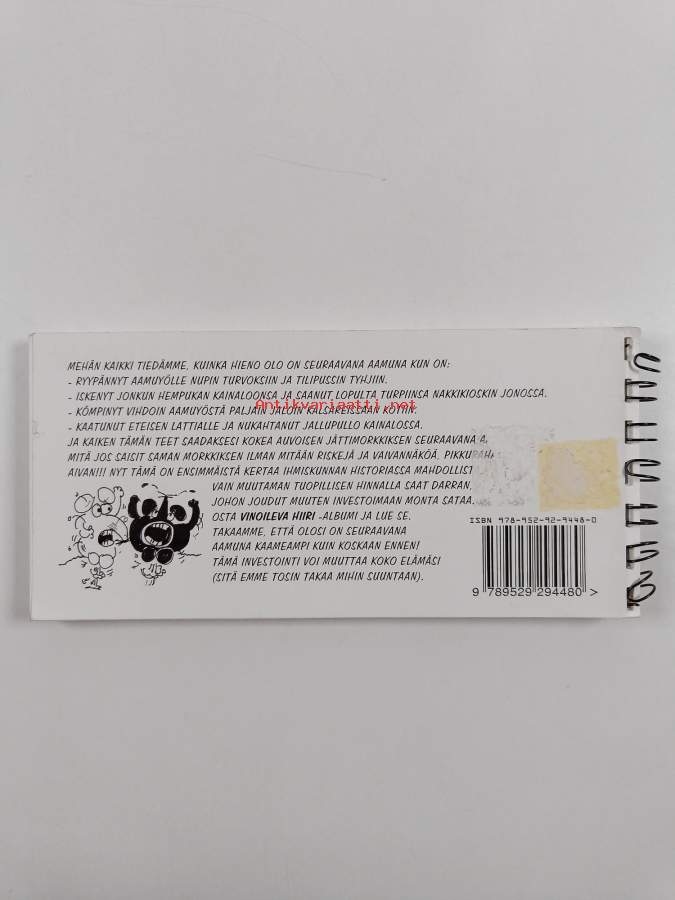 MEHÄN KAIKKI TIEDÄMME, KUINKA HIENO OLO ON SEURAAVANA AAMUNA KUN ON:
- RYYPÄNNYT AAMUYÖLLE NUPIN TURVOKSIIN JA TILIPUSSIN TYHJIIN.
- ISKENYT JONKUN HEMPUKAN KAINALOONSA JA SAANUT LOPULTA TURPIINSA NAKKIKIOSKIN JONOSSA.
Antikvariaatti.net
- KÖMPINYT VIHDOIN AAMUYÖSTÄ PALJAIN JALOIN KALSAREISSAAN KOTIIN.
- KAATUNUT ETEISEN LATTIALLE JA NUKAHTANUT JALLUPULLO KAINALOSSA.
JA KAIKEN TÄMÄN TEET SAADAKSESI KOKEA AUVOISEN JÄTTIMORKKIKSEN SEURAAVANA A
MITÄ JOS SAISIT SAMAN MORKKIKSEN ILMAN MITÄÄN RISKEJÄ JA VAIVANNÄKÖÄ, PIKKURAHA
AIVAN!!! NYT TÄMÄ ON ENSIMMÄISTÄ KERTAA IHMISKUNNAN HISTORIASSA MAHDOLLIST
VAIN MUUTAMAN TUOPILLISEN HINNALLA SAAT DARRAN,
JOHON JOUDUT MUUTEN INVESTOIMAAN MONTA SATAA.
OSTA VINOILEVA HIIRI -ALBUMI JA LUE SE.
TAKAAMME, ETTÄ OLOSI ON SEURAAVANA
AAMUNA KAAMEAMPI KUIN KOSKAAN ENNEN!
TÄMÄ INVESTOINTI VOI MUUTTAA KOKO ELÄMÄSI
(SITÄ EMME TOSIN TAKAA MIHIN SUUNTAAN).
ISBN 978-952-92-9448-0
9 789529 294480 >